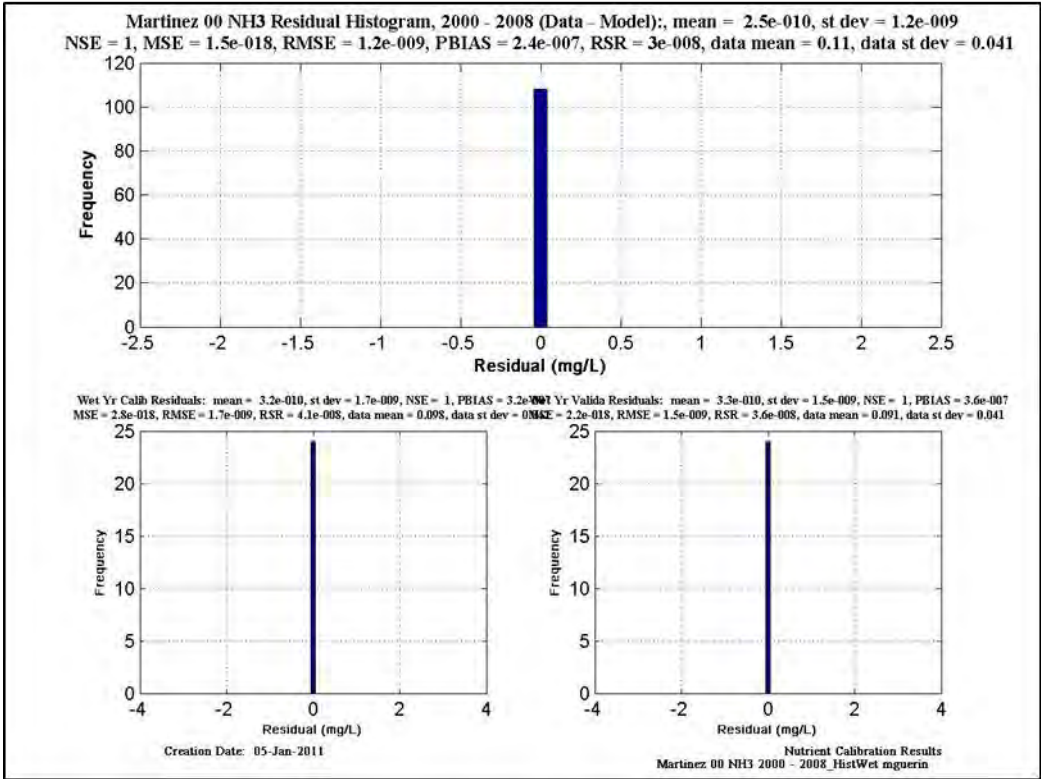 Martinez 00 NH3 Residual Histogram, 2000 - 2008 (Data - Model):, mean = 2.5e-010, st dev = 1.2e-009
NSE = 1, MSE = 1.5e-018, RMSE = 1.2e-009, PBIAS = 2.4e-007, RSR = 3e-008, data mean = 0.11, data st dev = 0.041
120
100
80
60
40
20
0
Frequency
-2.5 -2 -1.5 -1 -0.5 0 0.5 1 1.5 2 2.5
Residual (mg/L)
Wet Yr Calib Residuals: mean = 3.2e-010, st dev = 1.7e-009, NSE = 1, PBIAS =
MSE = 2.8e-018, RMSE = 1.7e-009, RSR = 4.1e-008, data mean = 0.098, data st dev =
25
20
15
10
5
0
Frequency
-4 -2 0 2 4
Residual (mg/L)
Wet Yr Valida Residuals: mean = 3.3e-010, st dev = 1.5e-009, NSE = 1, PBIAS = 3.6e-007
MSE = 2.2e-018, RMSE = 1.5e-009, RSR = 3.6e-008, data mean = 0.091, data st dev = 0.041
25
20
15
10
5
0
Frequency
-4 -2 0 2 4
Residual (mg/L)
Creation Date: 05-Jan-2011
Nutrient Calibration Results
Martinez 00 NH3 2000 - 2008_HistWet mguerin